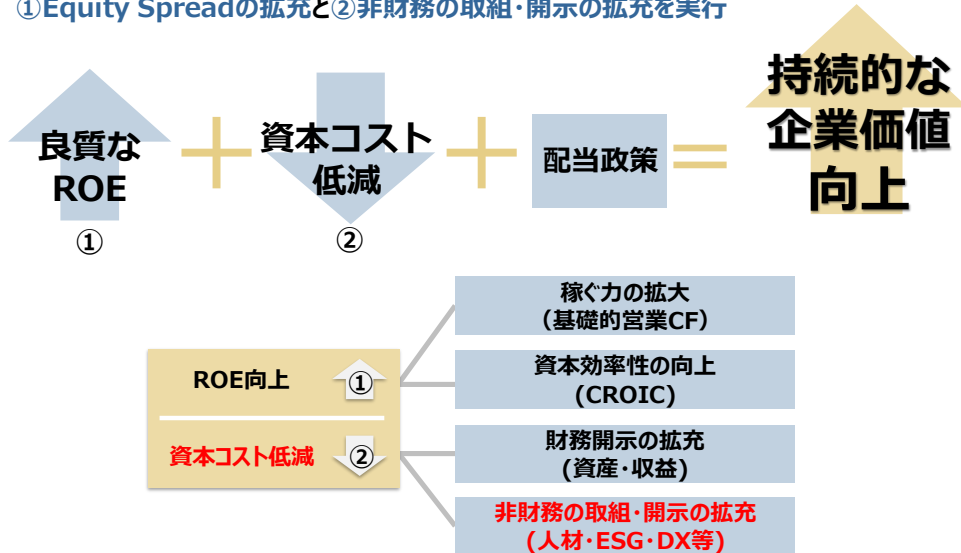 ①Equity Spreadの拡充と②非財務の取組・開示の拡充を実行
良質な
ROE
①
＋
資本コスト
低減
②
＋
配当政策
＝
持続的な
企業価値
向上
ROE向上 ①
資本コスト低減 ②
稼ぐ力の拡大
（基礎的営業CF）
資本効率性の向上
(CROIC)
財務開示の拡充
(資産・収益)
非財務の取組・開示の拡充
(人材・ESG・DX等)